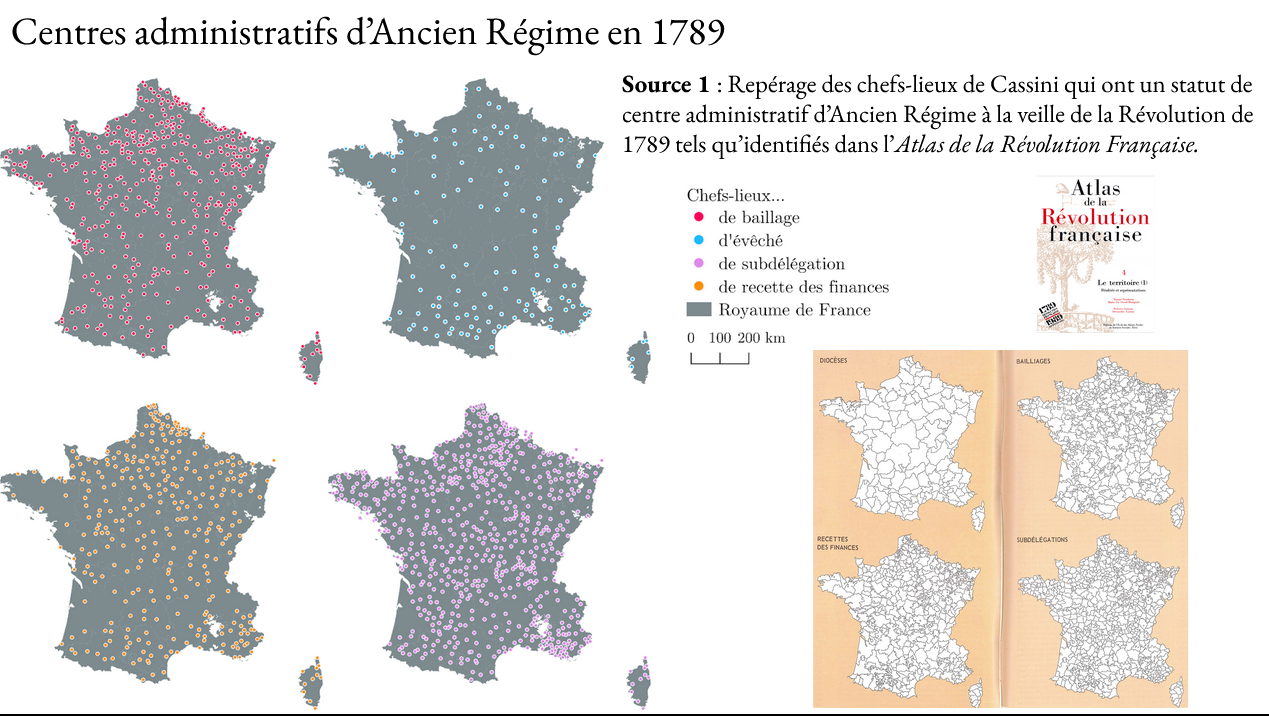 Centres administratifs d’Ancien Régime en 1789
Source 1 : Repérage des chefs-lieux de Cassini qui ont un statut de
centre administratif d’Ancien Régime à la veille de la Révolution de
1789 tels qu’identifiés dans l’Atlas de la Révolution Française.
Chefs-lieux...
de baillage
d'évêché
de subdélégation
de recette des finances
Royaume de France
0 100 200 km
Atlas
de la
Révolution
française
4
Le territoire (1)
DIOCÈSES
BAILLIAGES
RECETTES
DES FINANCES
SUBDÉLÉGATIONS